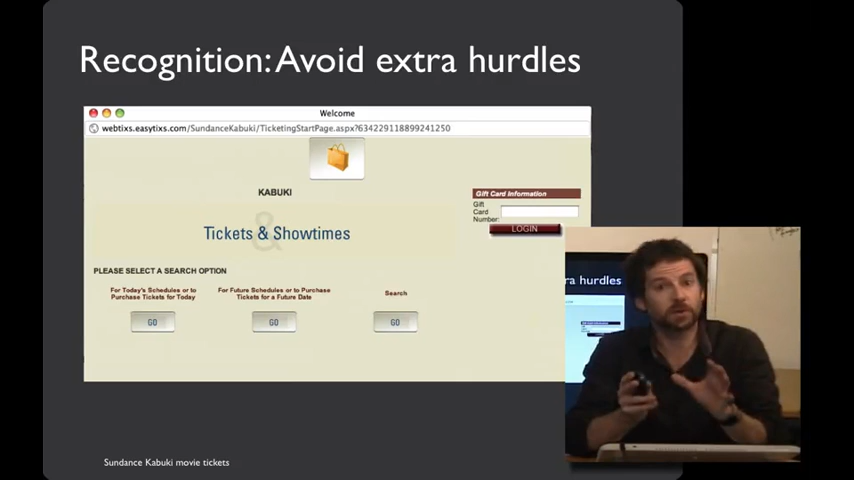 Recognition: Avoid extra hurdles
Welcome
webtixs.easytixs.com/SundanceKabuki/TicketingStartPage.aspx?634229118899241250
KABUKI
Gift Card Information
Gift
Card
Number:
LOGIN
&
Tickets & Showtimes
PLEASE SELECT A SEARCH OPTION
For Today's Schedules or to
Purchase Tickets for Today
For Future Schedules or to Purchase
Tickets for a Future Date
Search
GO
GO
GO
ra hurdles
Sundance Kabuki movie tickets